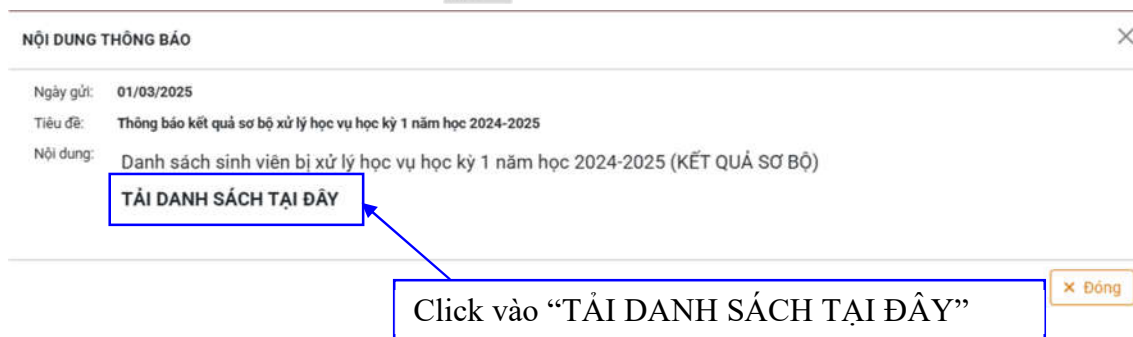 NỘI DUNG THÔNG BÁO
Ngày gửi: 01/03/2025
Tiêu đề: Thông báo kết quả sơ bộ xử lý học vụ học kỳ 1 năm học 2024-2025
Nội dung: Danh sách sinh viên bị xử lý học vụ học kỳ 1 năm học 2024-2025 (KẾT QUẢ SƠ BỘ)
TẢI DANH SÁCH TẠI ĐÂY
× Đóng
Click vào “TẢI DANH SÁCH TẠI ĐÂY”